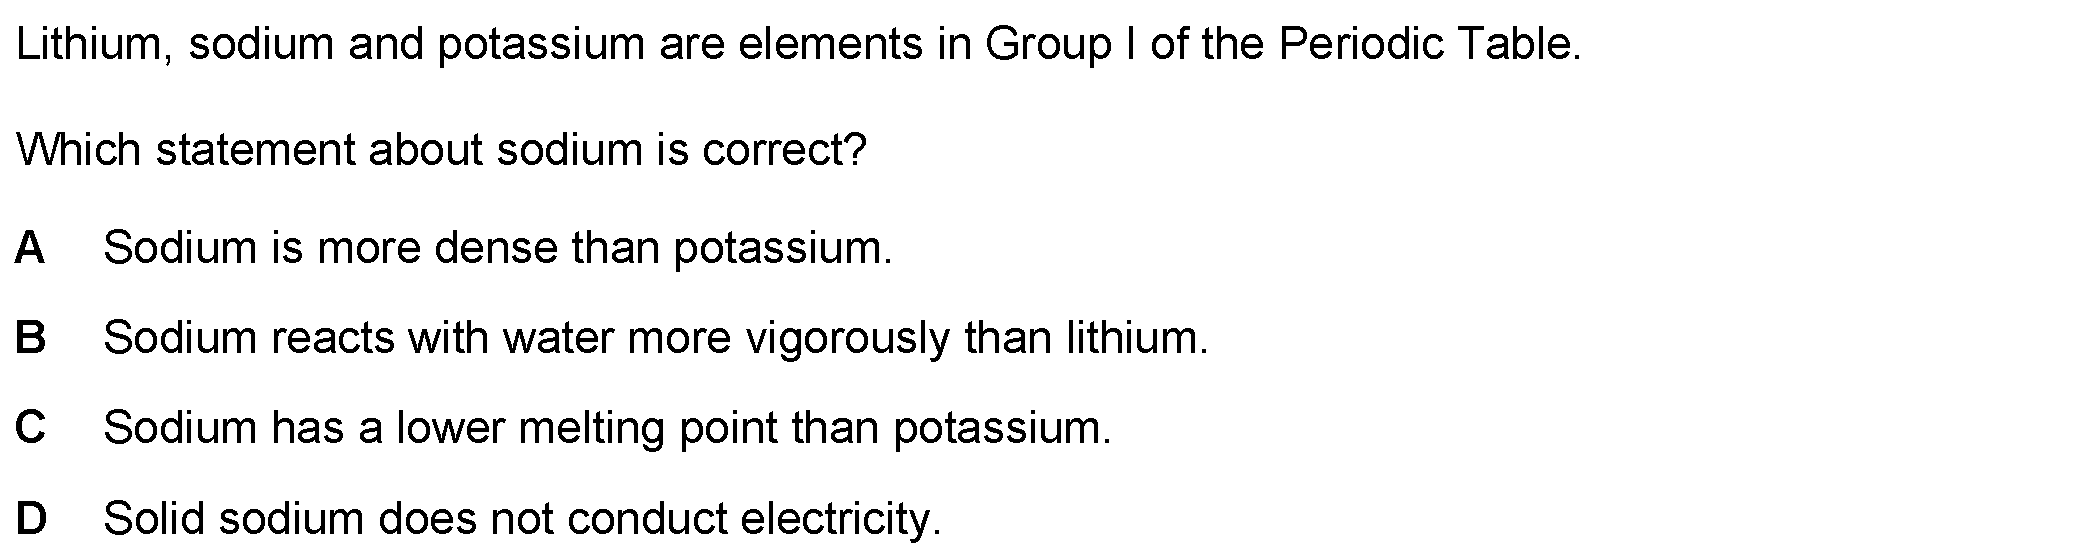 Lithium, sodium and potassium are elements in Group I of the Periodic Table.
Which statement about sodium is correct?
A Sodium is more dense than potassium.
B Sodium reacts with water more vigorously than lithium.
C Sodium has a lower melting point than potassium.
D Solid sodium does not conduct electricity.